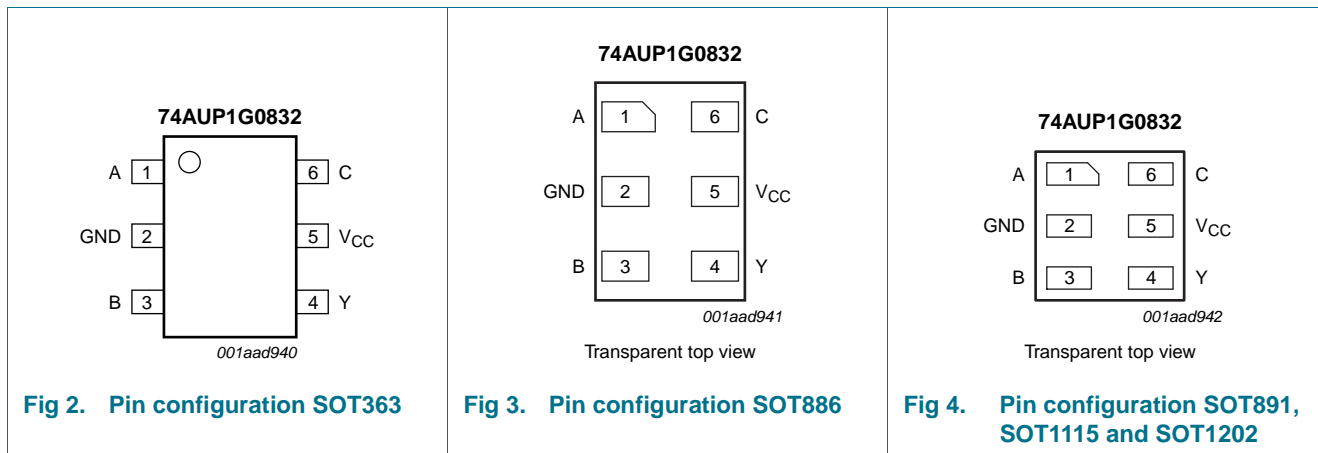 74AUP1G0832
A 1 6 C
GND 2 5 VCC
B 3 4 Y
001aad940
Fig 2. Pin configuration SOT363
74AUP1G0832
A 1 6 C
GND 2 5 VCC
B 3 4 Y
001aad941
Transparent top view
Fig 3. Pin configuration SOT886
74AUP1G0832
A 1 6 C
GND 2 5 VCC
B 3 4 Y
001aad942
Transparent top view
Fig 4. Pin configuration SOT891,
SOT1115 and SOT1202